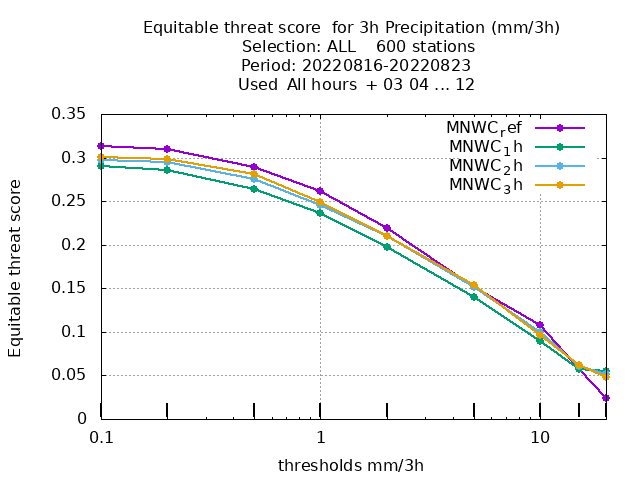 Equitable threat score  for 3h Precipitation (mm/3h)
Selection: ALL    600 stations
Period: 20220816-20220823
Used  All hours  + 03 04 ... 12
MNWC_ref
MNWC_1h
MNWC_2h
MNWC_3h
Equitable threat score
0.35
0.3
0.25
0.2
0.15
0.1
0.05
0
0.1 1 10
thresholds mm/3h